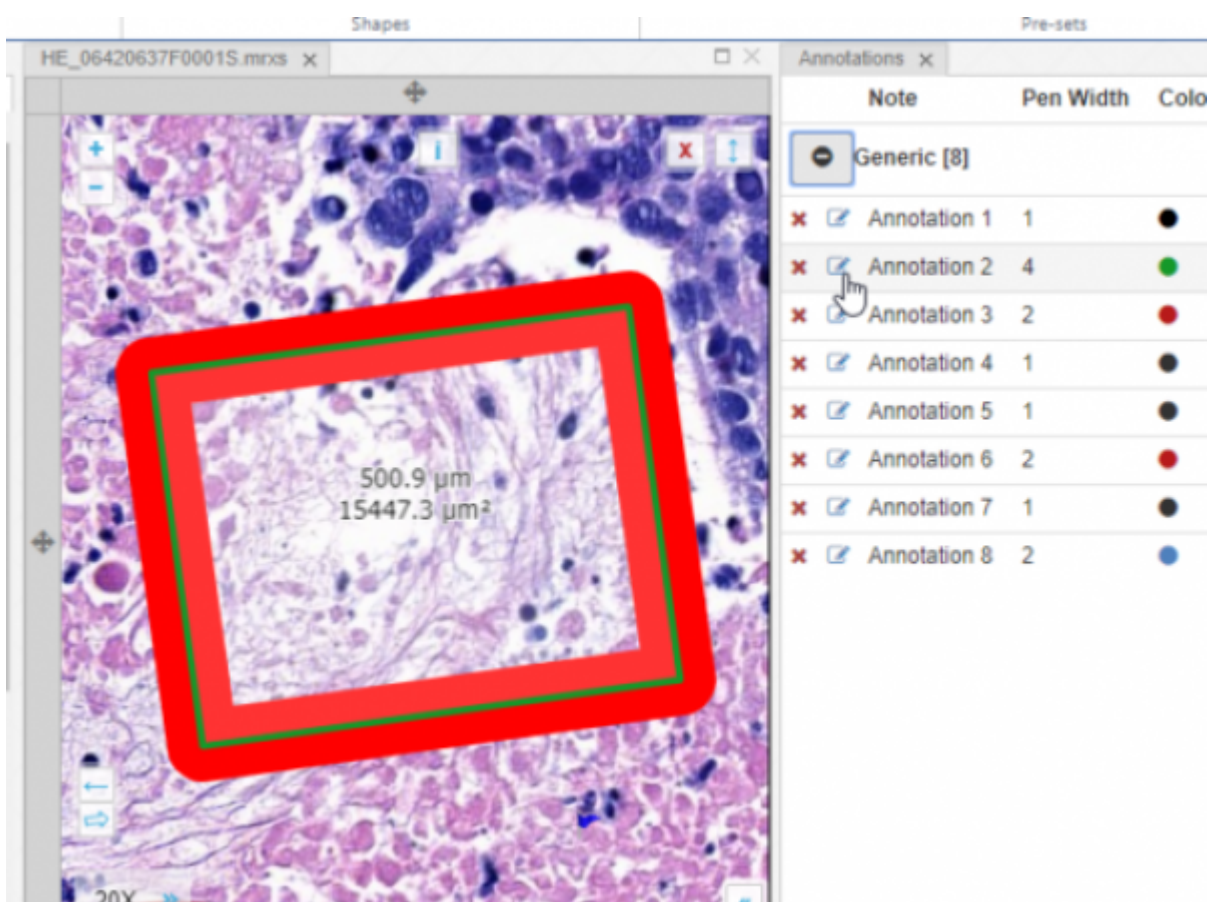 Shapes
Pre-sets
HE_06420637F0001S.mrxs
Annotations
Note Pen Width Colo
Generic [8]
Annotation 1 1
Annotation 2 4
Annotation 3 2
Annotation 4 1
Annotation 5 1
Annotation 6 2
Annotation 7 1
Annotation 8 2
500.9 µm
15447.3 µm²
20X